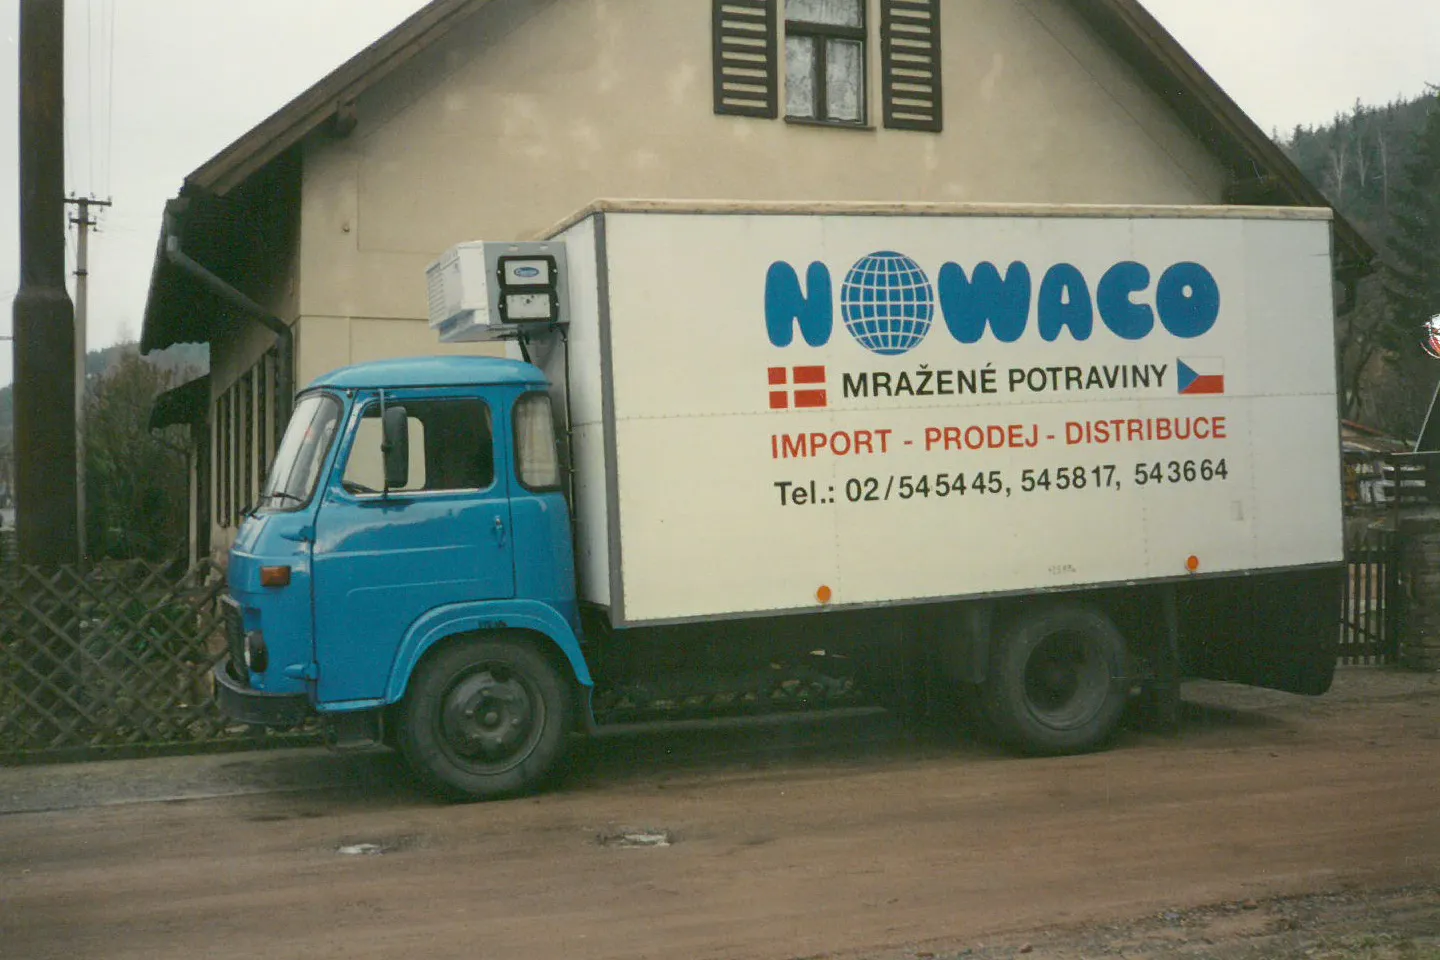 NOWACO
MRAŽENÉ POTRAVINY
IMPORT - PRODEJ - DISTRIBUCE
Tel.: 02/545445, 545817, 543664